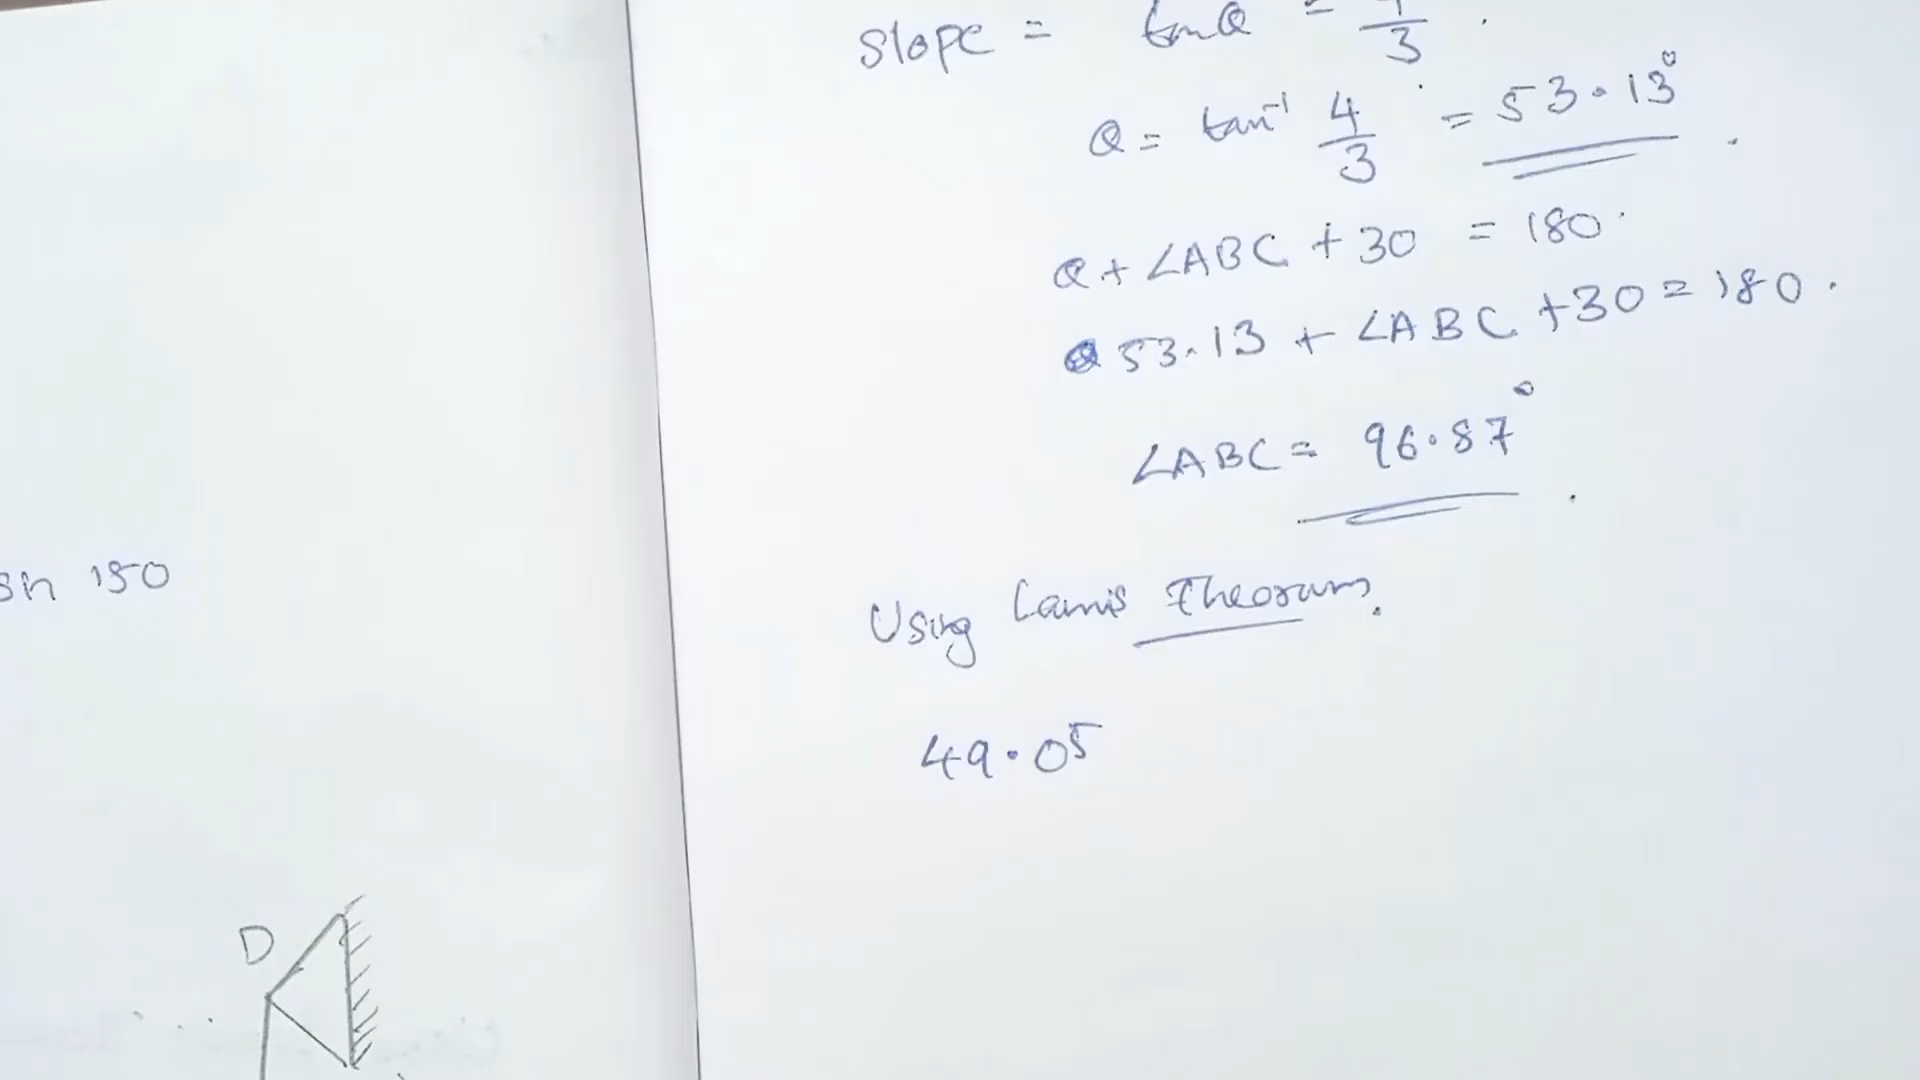 slope = tanθ = 4/3
θ = tan⁻¹ 4/3 = 53.13°
θ + ∠ABC + 30 = 180
53.13 + ∠ABC + 30 = 180
∠ABC = 96.87°
Using Lamis Theorum
49.05
sin 150
D